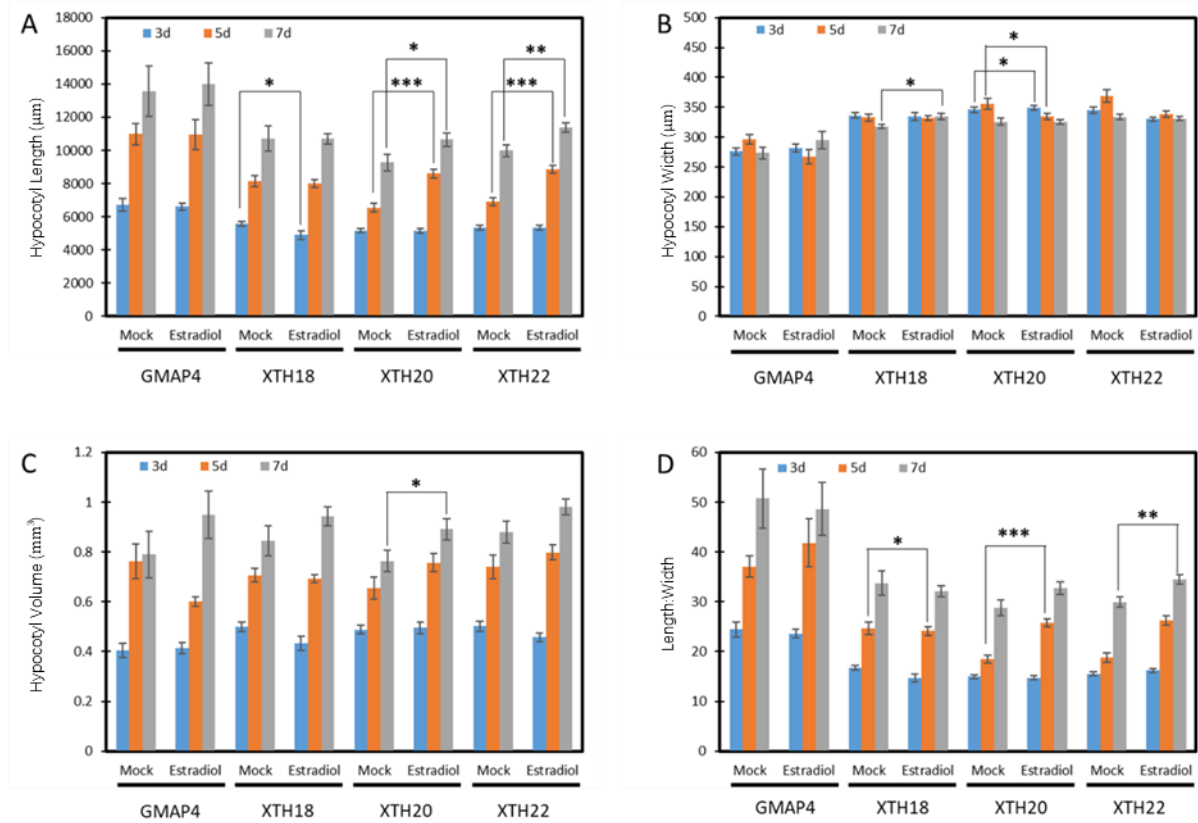 A
18000
16000
14000
12000
10000
8000
6000
4000
2000
0
Hypocotyl Length (μm)
3d 5d 7d
* * ** *** ***
Mock Estradiol Mock Estradiol Mock Estradiol Mock Estradiol
GMAP4 XTH18 XTH20 XTH22
B
500
450
400
350
300
250
200
150
100
50
0
Hypocotyl Width (μm)
3d 5d 7d
* * *
Mock Estradiol Mock Estradiol Mock Estradiol Mock Estradiol
GMAP4 XTH18 XTH20 XTH22
C
1.2
1
0.8
0.6
0.4
0.2
0
Hypocotyl Volume (mm³)
3d 5d 7d
*
Mock Estradiol Mock Estradiol Mock Estradiol Mock Estradiol
GMAP4 XTH18 XTH20 XTH22
D
60
50
40
30
20
10
0
Length:Width
3d 5d 7d
* *** **
Mock Estradiol Mock Estradiol Mock Estradiol Mock Estradiol
GMAP4 XTH18 XTH20 XTH22